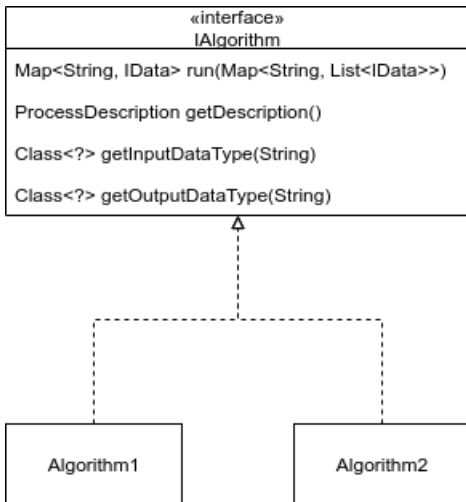 «interface»
IAlgorithm
Map<String, IData> run(Map<String, List<IData>>)
ProcessDescription getDescription()
Class<?> getInputDataType(String)
Class<?> getOutputDataType(String)
Algorithm1
Algorithm2